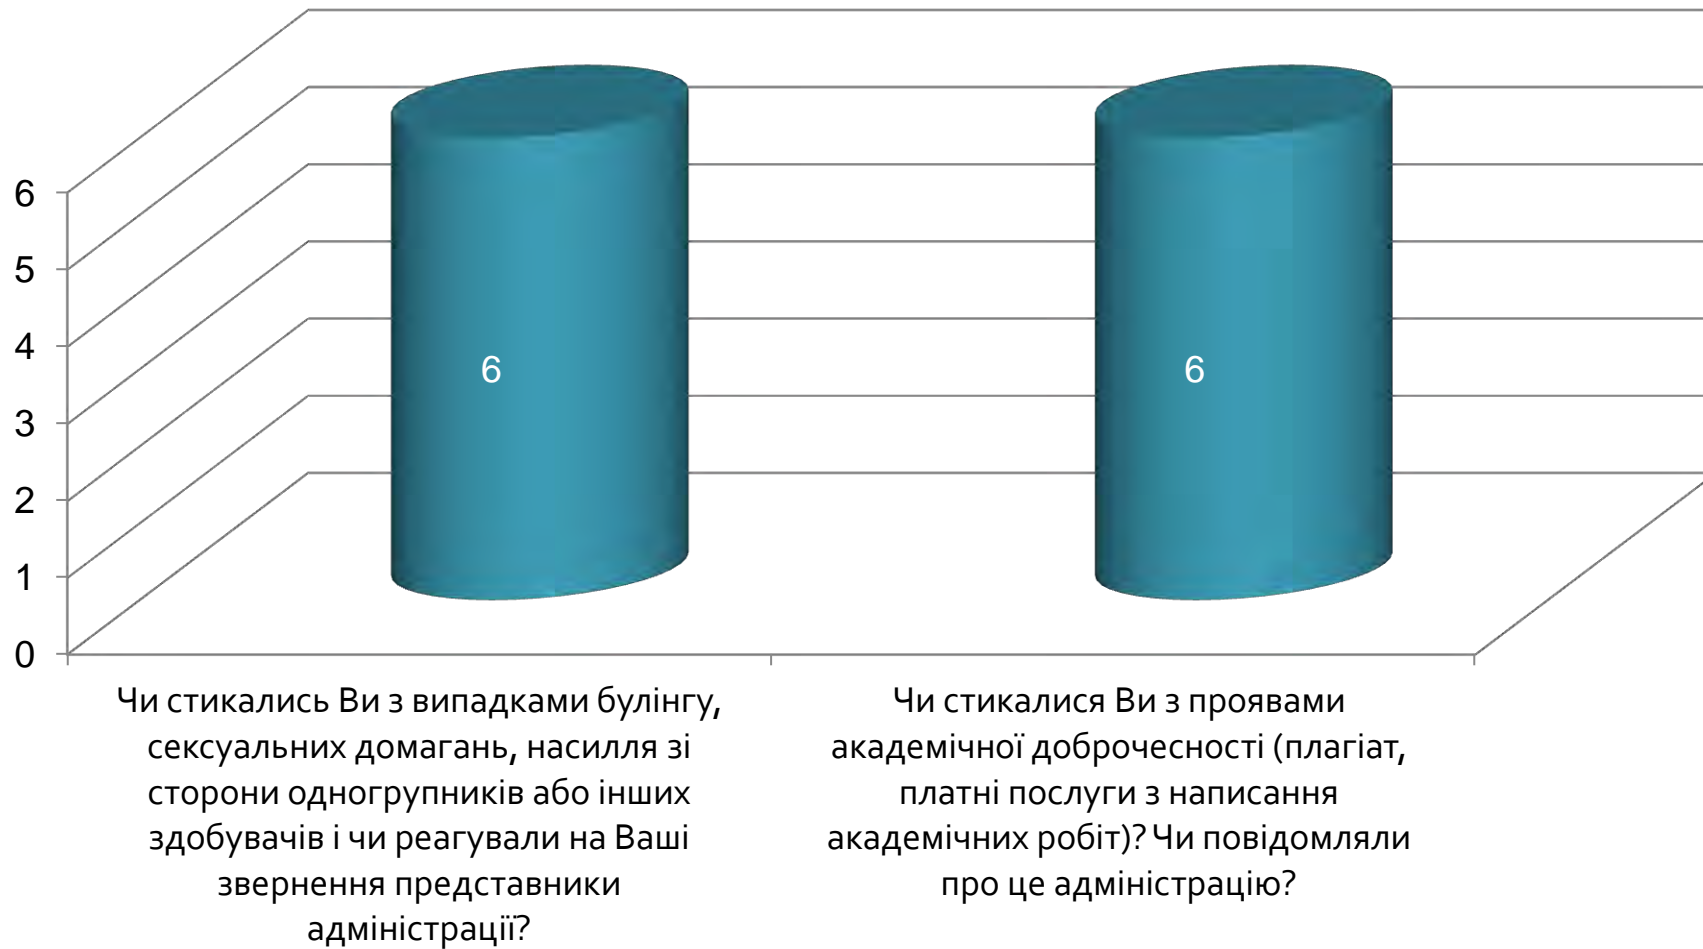 6
5
4
3
2
1
0
6
6
Чи стикались Ви з випадками булінгу,
сексуальних домагань, насилля зі
сторони одногрупників або інших
здобувачів і чи реагували на Ваші
звернення представники
адміністрації?
Чи стикалися Ви з проявами
академічної доброчесності (плагіат,
платні послуги з написання
академічних робіт)? Чи повідомляли
про це адміністрацію?